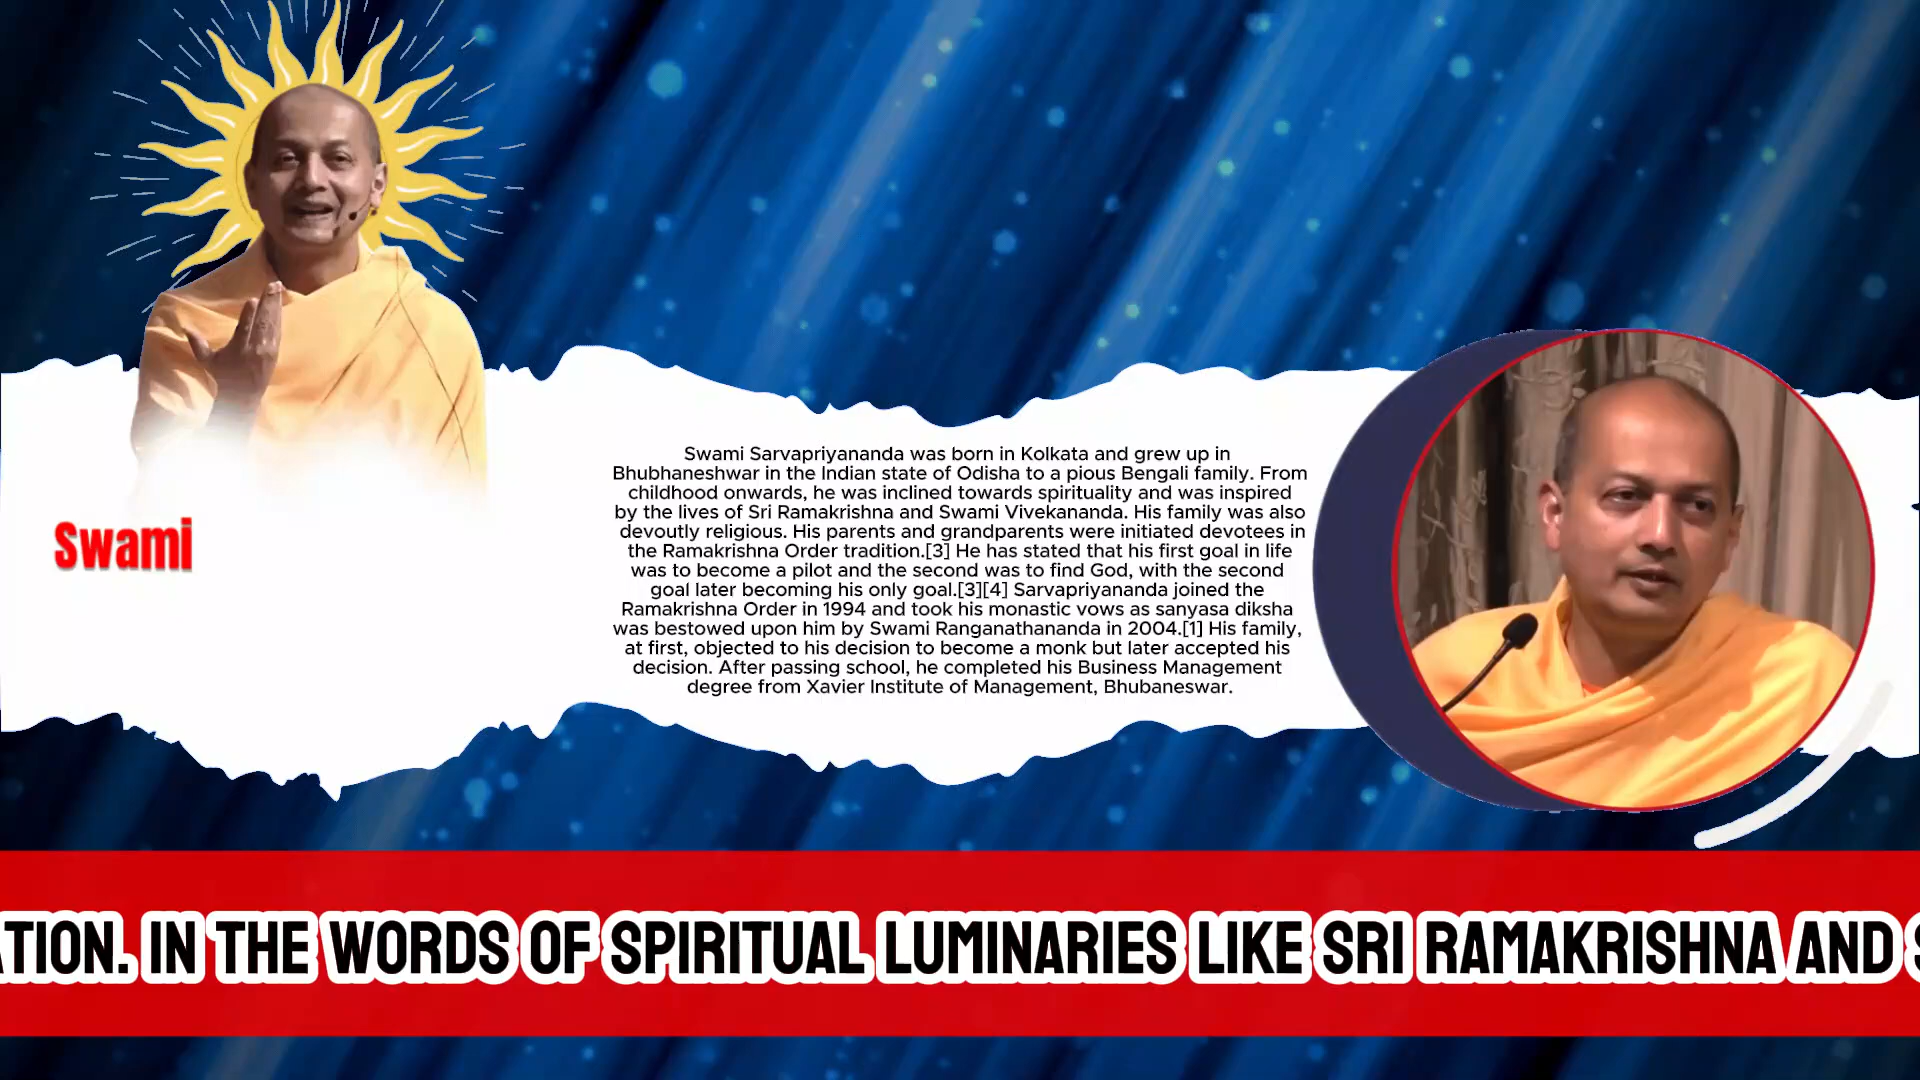 Swami
Swami Sarvapriyananda was born in Kolkata and grew up in
Bhubhaneshwar in the Indian state of Odisha to a pious Bengali family. From
childhood onwards, he was inclined towards spirituality and was inspired
by the lives of Sri Ramakrishna and Swami Vivekananda. His family was also
devoutly religious. His parents and grandparents were initiated devotees in
the Ramakrishna Order tradition.[3] He has stated that his first goal in life
was to become a pilot and the second was to find God, with the second
goal later becoming his only goal.[3][4] Sarvapriyananda joined the
Ramakrishna Order in 1994 and took his monastic vows as sanyasa diksha
was bestowed upon him by Swami Ranganathananda in 2004.[1] His family,
at first, objected to his decision to become a monk but later accepted his
decision. After passing school, he completed his Business Management
degree from Xavier Institute of Management, Bhubaneswar.
ATION. IN THE WORDS OF SPIRITUAL LUMINARIES LIKE SRI RAMAKRISHNA AND